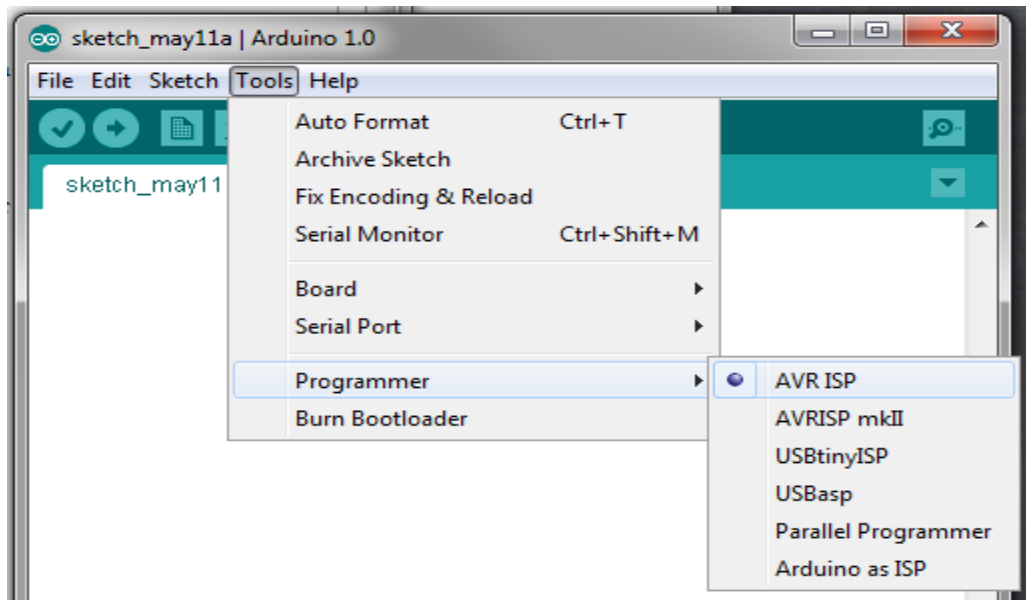 sketch_may11a | Arduino 1.0
File Edit Sketch Tools Help
Auto Format Ctrl+T
Archive Sketch
sketch_may11
Fix Encoding & Reload
Serial Monitor Ctrl+Shift+M
Board
Serial Port
Programmer
Burn Bootloader
AVR ISP
AVRISP mkII
USBtinyISP
USBasp
Parallel Programmer
Arduino as ISP